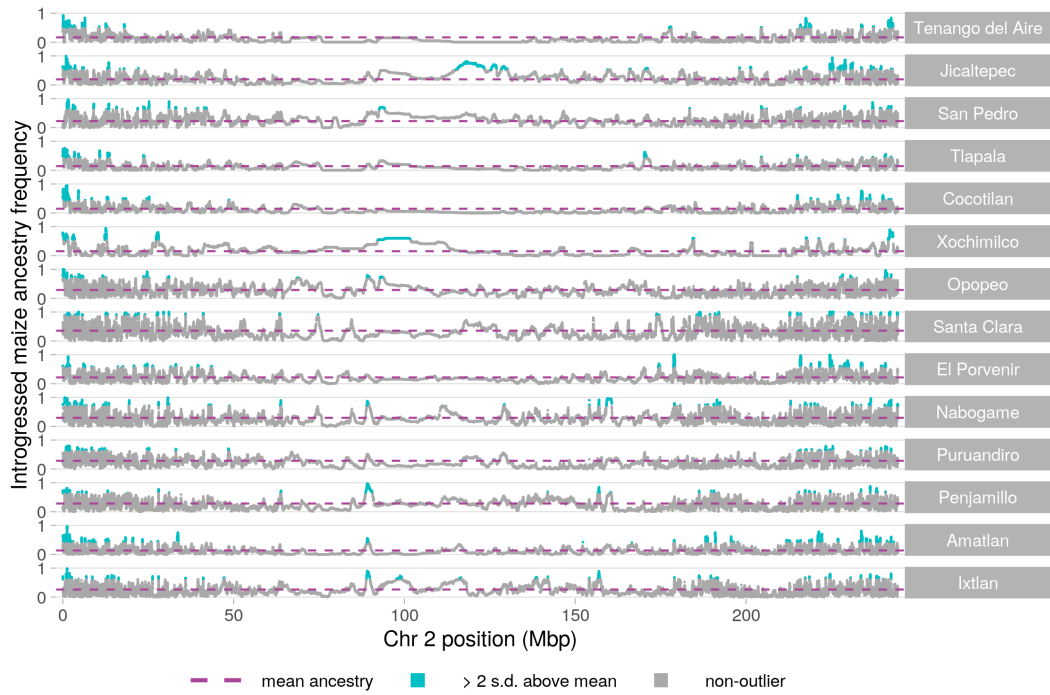 Introgressed maize ancestry frequency
1
0
Tenango del Aire
1
0
Jicaltepec
1
0
San Pedro
1
0
Tlapala
1
0
Cocotilan
1
0
Xochimilco
1
0
Opopeo
1
0
Santa Clara
1
0
El Porvenir
1
0
Nabogame
1
0
Puruandiro
1
0
Penjamillo
1
0
Amatlan
1
0
Ixtlan
0 50 100 150 200
Chr 2 position (Mbp)
mean ancestry > 2 s.d. above mean non-outlier